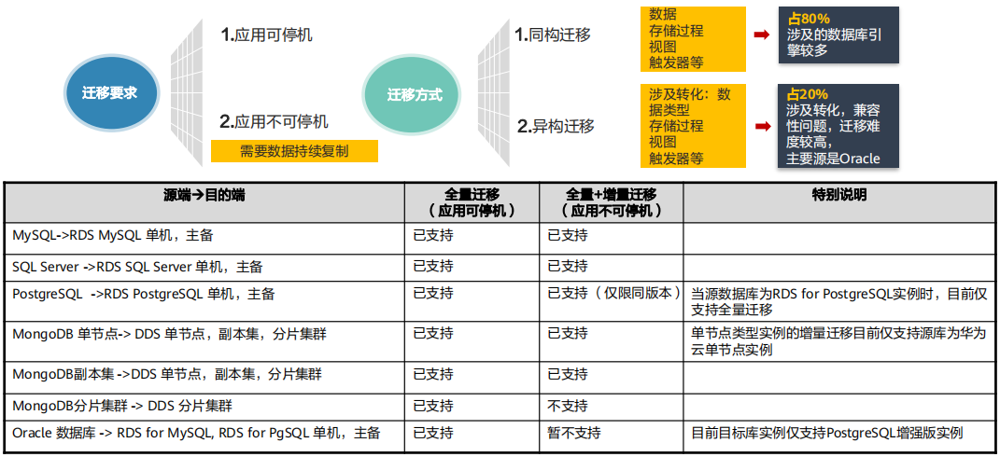 迁移要求
1.应用可停机
2.应用不可停机
需要数据持续复制
迁移方式
1.同构迁移
2.异构迁移
数据
存储过程
视图
触发器等
占80%
涉及的数据库引
擎较多
涉及转化：数
据类型
存储过程
视图
触发器等
占20%
涉及转化，兼容
性问题，迁移难
度较高，
主要源是Oracle
源端→目的端
全量迁移
（应用可停机）
全量+增量迁移
（应用不可停机）
特别说明
MySQL->RDS MySQL 单机，主备
已支持
已支持
SQL Server ->RDS SQL Server 单机，主备
已支持
已支持
PostgreSQL ->RDS PostgreSQL 单机，主备
已支持
已支持（仅限同版本）
当源数据库为RDS for PostgreSQL实例时，目前仅
支持全量迁移
MongoDB 单节点-> DDS 单节点，副本集，分片集群
已支持
已支持
单节点类型实例的增量迁移目前仅支持源库为华为
云单节点实例
MongoDB副本集 ->DDS 单节点，副本集，分片集群
已支持
已支持
MongoDB分片集群 -> DDS 分片集群
已支持
不支持
Oracle 数据库 -> RDS for MySQL, RDS for PgSQL 单机，主备
已支持
暂不支持
目前目标库实例仅支持PostgreSQL增强版实例